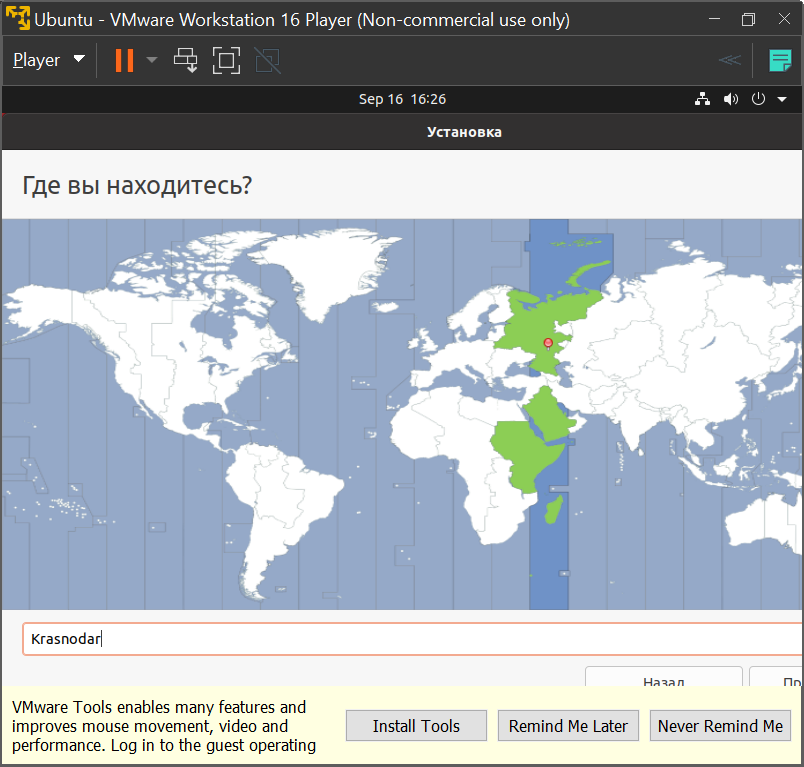 Ubuntu - VMware Workstation 16 Player (Non-commercial use only)
Player
Sep 16 16:26
Установка
Где вы находитесь?
Krasnodar
Назад
VMware Tools enables many features and
improves mouse movement, video and
performance. Log in to the guest operating
Install Tools
Remind Me Later
Never Remind Me